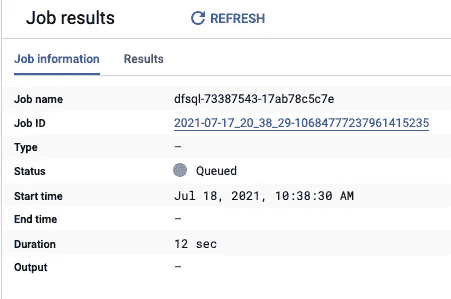 Job results REFRESH
Job information Results
Job name dfsql-73387543-17ab78c5c7e
Job ID 2021-07-17_20_38_29-10684777237961415235
Type –
Status Queued
Start time Jul 18, 2021, 10:38:30 AM
End time –
Duration 12 sec
Output –